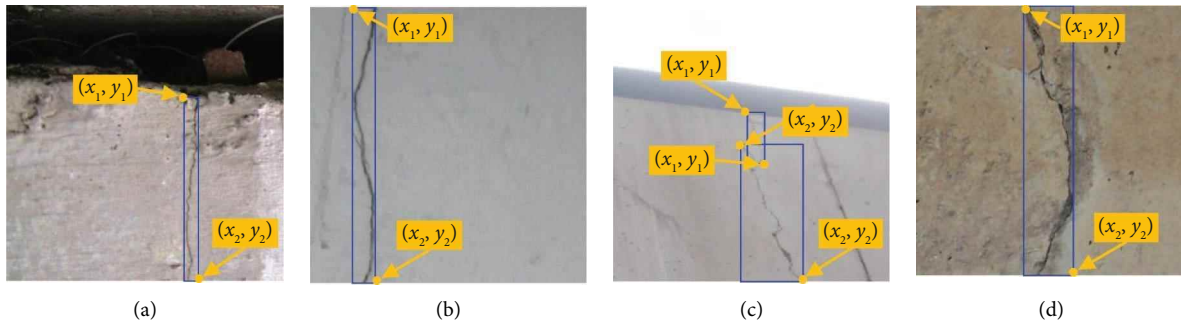 (x₁, y₁)
(x₂, y₂)
(a)
(x₁, y₁)
(x₂, y₂)
(b)
(x₁, y₁)
(x₂, y₂)
(x₁, y₁)
(x₂, y₂)
(c)
(x₁, y₁)
(x₂, y₂)
(d)